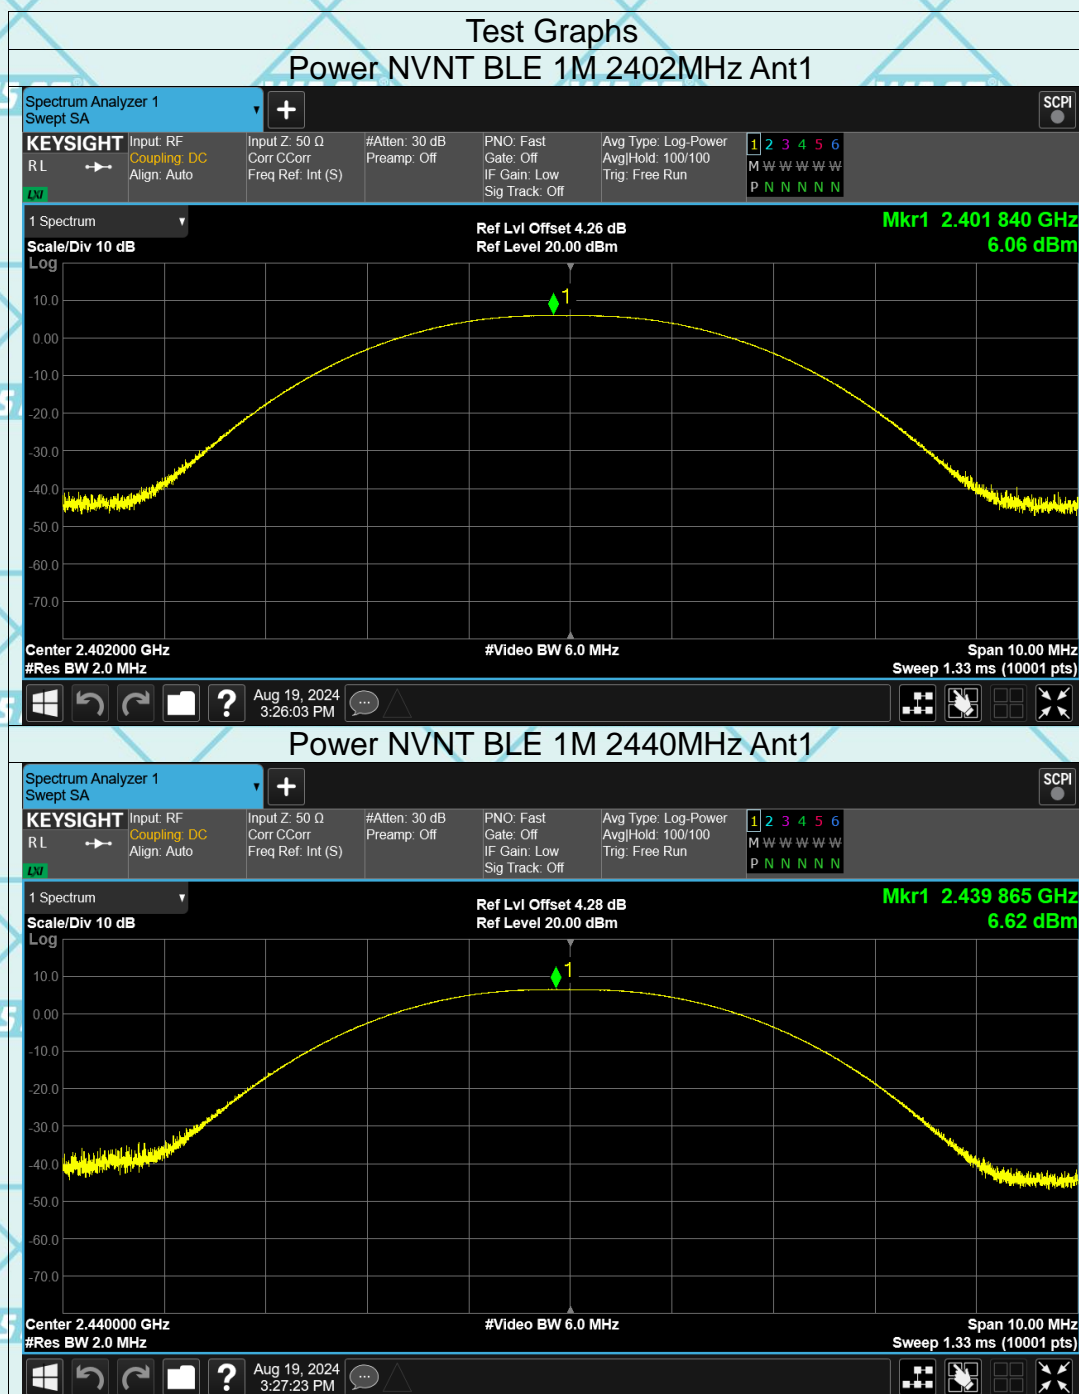 Test Graphs
Power NVNT BLE 1M 2402MHz Ant1
Spectrum Analyzer 1
Swept SA
SCPI
KEYSIGHT
RL
LXI
Input: RF
Coupling: DC
Align: Auto
Input Z: 50 Ω
Corr CCorr
Freq Ref: Int (S)
#Atten: 30 dB
Preamp: Off
PNO: Fast
Gate: Off
IF Gain: Low
Sig Track: Off
Avg Type: Log-Power
Avg|Hold: 100/100
Trig: Free Run
1 2 3 4 5 6
M W W W W W
P N N N N N
1 Spectrum
Scale/Div 10 dB
Ref Lvl Offset 4.26 dB
Ref Level 20.00 dBm
Mkr1 2.401 840 GHz
6.06 dBm
Log
1
10.0
0.00
-10.0
-20.0
-30.0
-40.0
-50.0
-60.0
-70.0
Center 2.402000 GHz
#Res BW 2.0 MHz
#Video BW 6.0 MHz
Span 10.00 MHz
Sweep 1.33 ms (10001 pts)
?
Aug 19, 2024
3:26:03 PM
Power NVNT BLE 1M 2440MHz Ant1
Spectrum Analyzer 1
Swept SA
SCPI
KEYSIGHT
RL
LXI
Input: RF
Coupling: DC
Align: Auto
Input Z: 50 Ω
Corr CCorr
Freq Ref: Int (S)
#Atten: 30 dB
Preamp: Off
PNO: Fast
Gate: Off
IF Gain: Low
Sig Track: Off
Avg Type: Log-Power
Avg|Hold: 100/100
Trig: Free Run
1 2 3 4 5 6
M W W W W W
P N N N N N
1 Spectrum
Scale/Div 10 dB
Ref Lvl Offset 4.28 dB
Ref Level 20.00 dBm
Mkr1 2.439 865 GHz
6.62 dBm
Log
1
10.0
0.00
-10.0
-20.0
-30.0
-40.0
-50.0
-60.0
-70.0
Center 2.440000 GHz
#Res BW 2.0 MHz
#Video BW 6.0 MHz
Span 10.00 MHz
Sweep 1.33 ms (10001 pts)
?
Aug 19, 2024
3:27:23 PM